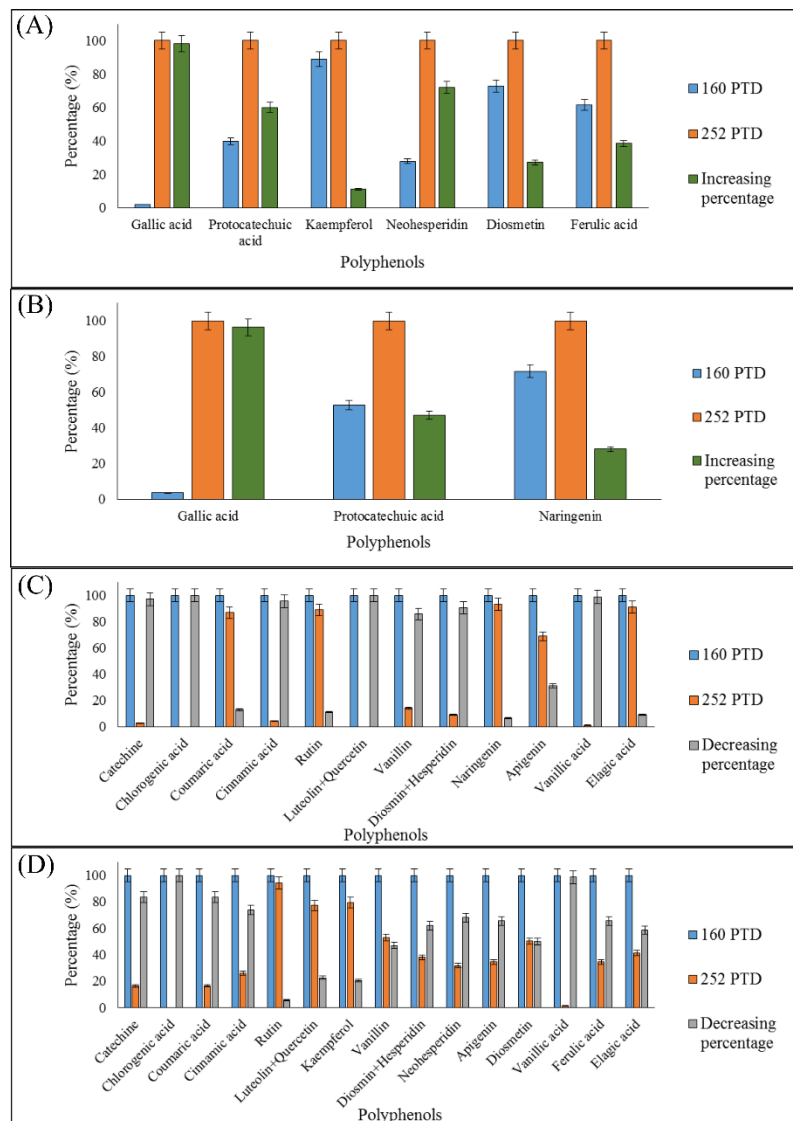 (A)
Percentage (%)
100
80
60
40
20
0
Gallic acid
Protocatechuic
acid
Kaempferol
Neohesperidin
Diosmetin
Ferulic acid
Polyphenols
160 PTD
252 PTD
Increasing
percentage
(B)
Percentage (%)
100
80
60
40
20
0
Gallic acid
Protocatechuic acid
Naringenin
Polyphenols
160 PTD
252 PTD
Increasing
percentage
(C)
Percentage (%)
100
80
60
40
20
0
Catechine
Chlorogenic acid
Coumaric acid
Cinnamic acid
Rutin
Luteolin+Quercetin
Vanillin
Diosmin+Hesperidin
Naringenin
Apigenin
Vanillic acid
Elagic acid
Polyphenols
160 PTD
252 PTD
Decreasing
percentage
(D)
Percentage (%)
100
80
60
40
20
0
Catechine
Chlorogenic acid
Coumaric acid
Cinnamic acid
Rutin
Luteolin+Quercetin
Kaempferol
Vanillin
Diosmin+Hesperidin
Neohesperidin
Apigenin
Diosmetin
Vanillic acid
Ferulic acid
Elagic acid
Polyphenols
160 PTD
252 PTD
Decreasing
percentage